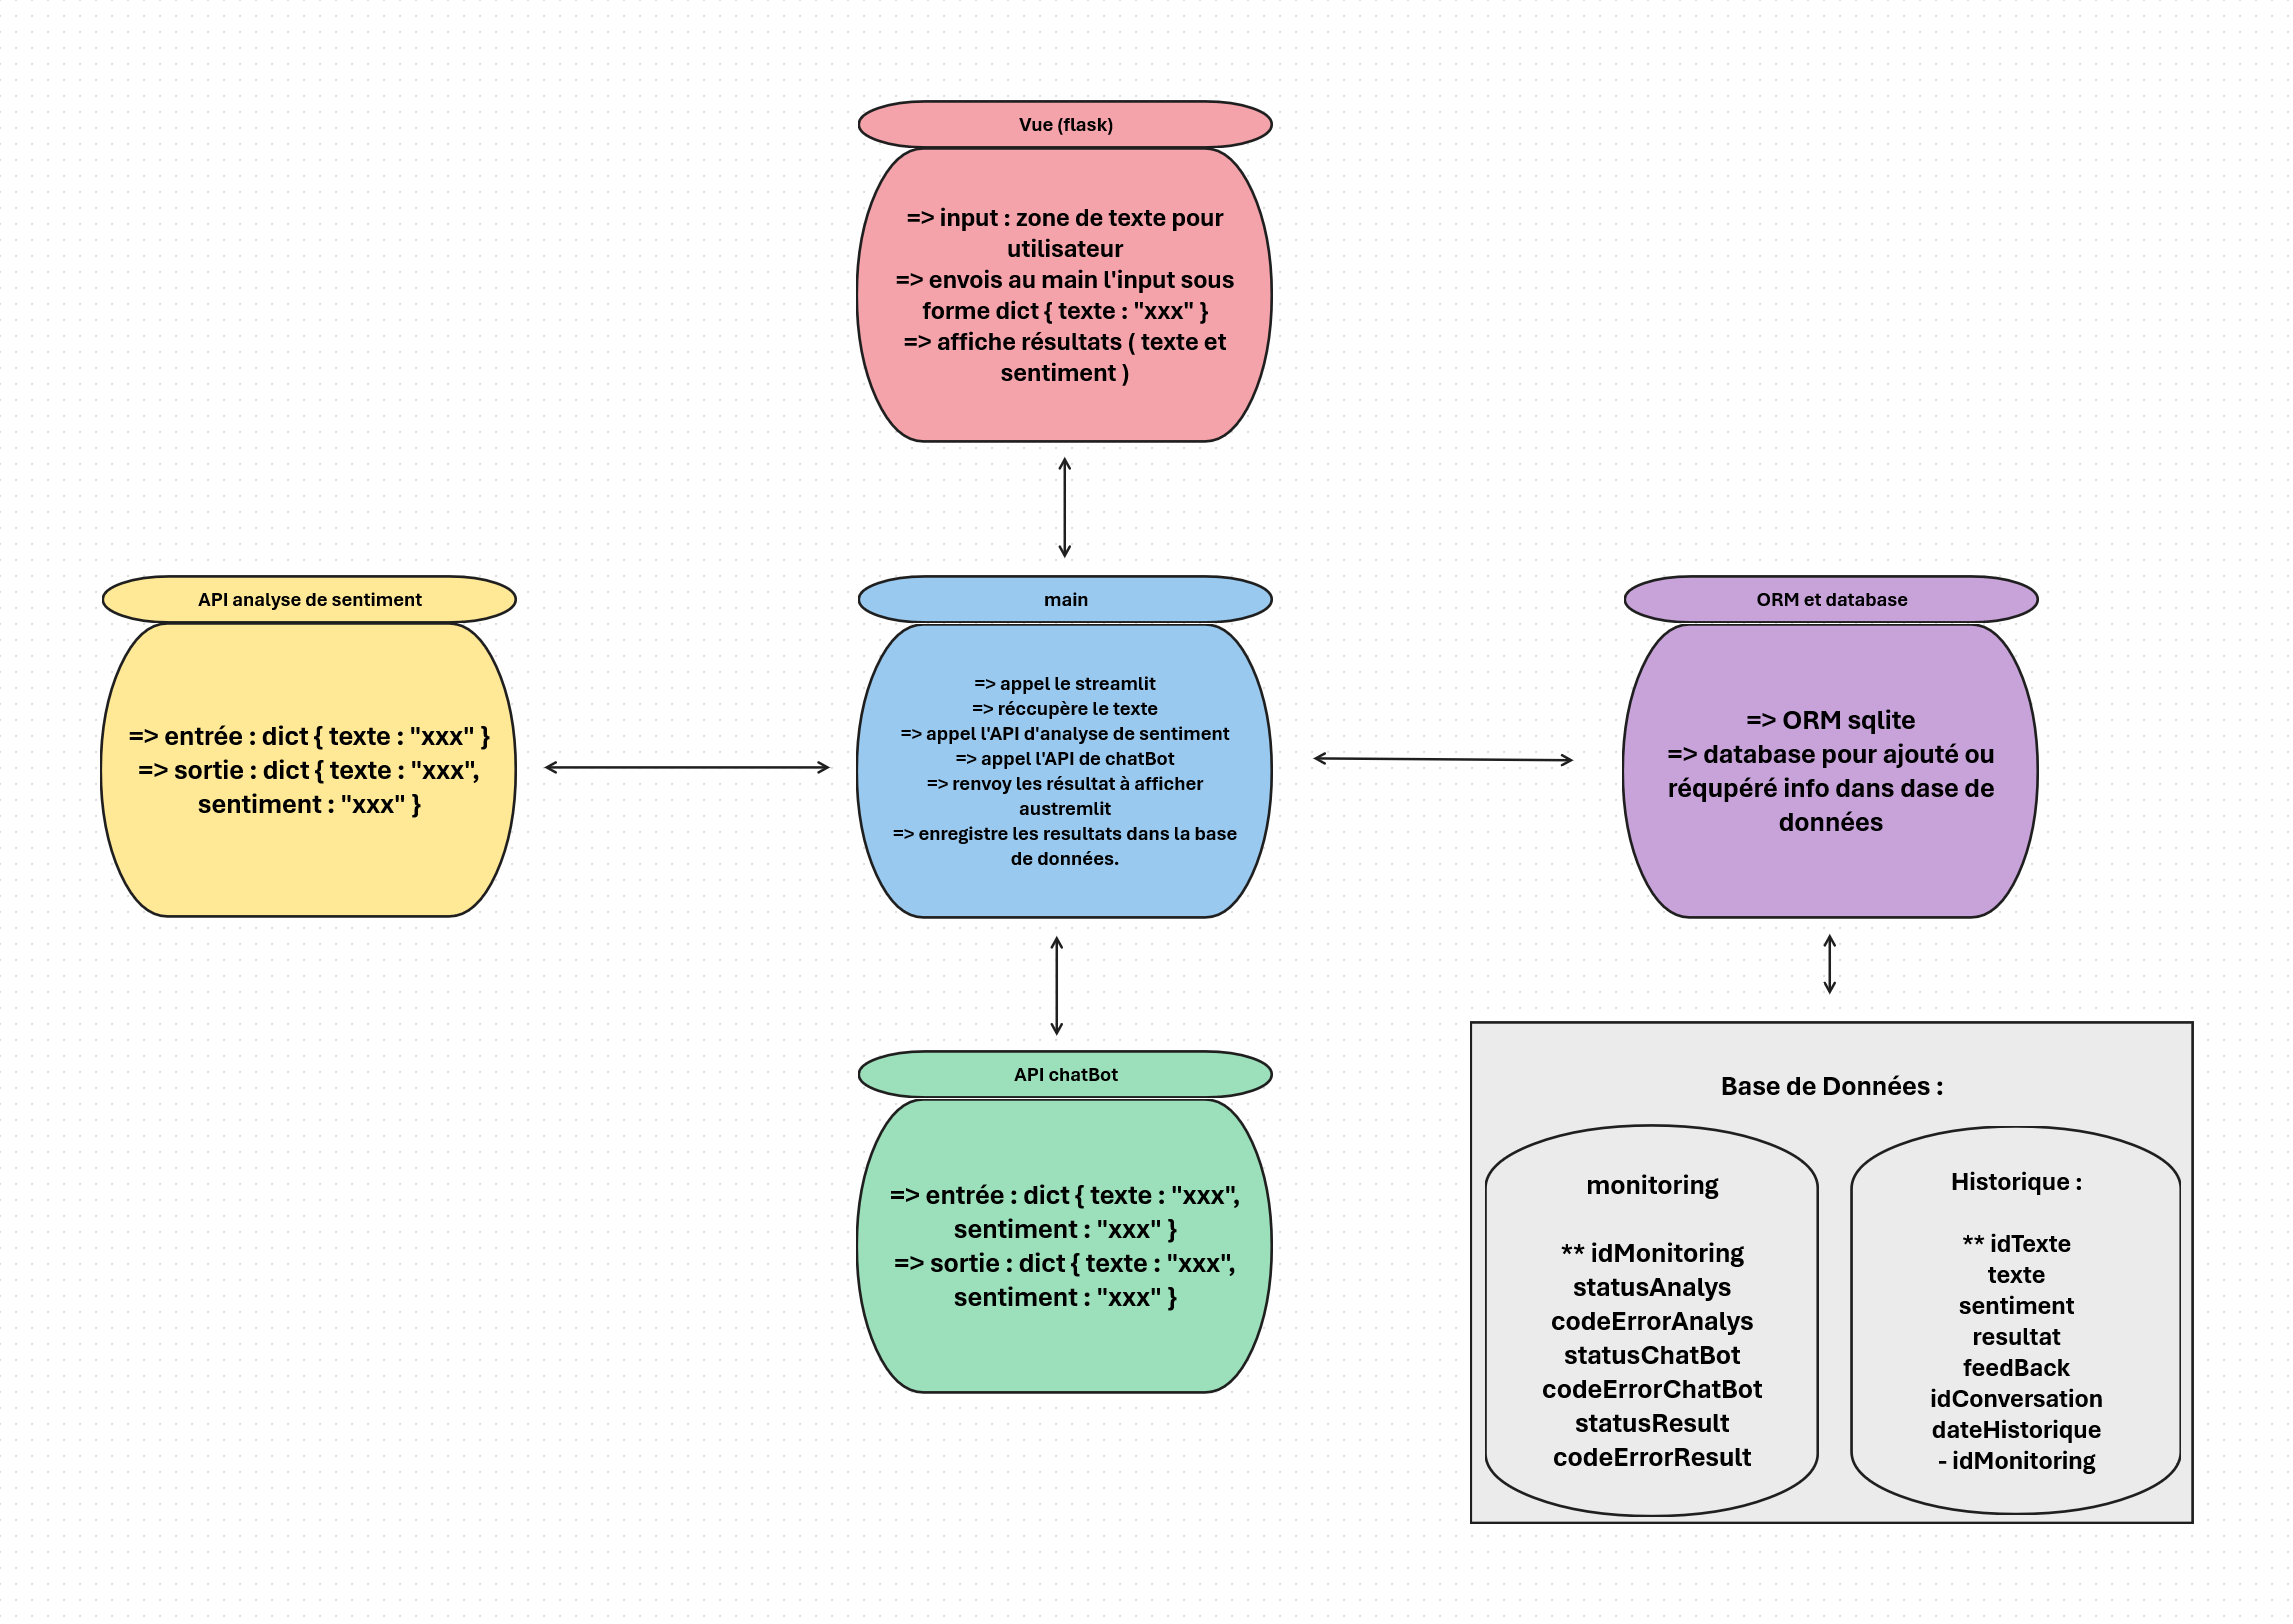 Vue (flask)
=> input : zone de texte pour
utilisateur
=> envois au main l'input sous
forme dict { texte : "xxx" }
=> affiche résultats ( texte et
sentiment )
API analyse de sentiment
=> entrée : dict { texte : "xxx" }
=> sortie : dict { texte : "xxx",
sentiment : "xxx" }
main
=> appel le streamlit
=> réccupère le texte
=> appel l'API d'analyse de sentiment
=> appel l'API de chatBot
=> renvoy les résultat à afficher
austremlit
=> enregistre les resultats dans la base
de données.
ORM et database
=> ORM sqlite
=> database pour ajouté ou
réqupéré info dans dase de
données
API chatBot
=> entrée : dict { texte : "xxx",
sentiment : "xxx" }
=> sortie : dict { texte : "xxx",
sentiment : "xxx" }
Base de Données :
monitoring
** idMonitoring
statusAnalys
codeErrorAnalys
statusChatBot
codeErrorChatBot
statusResult
codeErrorResult
Historique :
** idTexte
texte
sentiment
resultat
feedBack
idConversation
dateHistorique
- idMonitoring